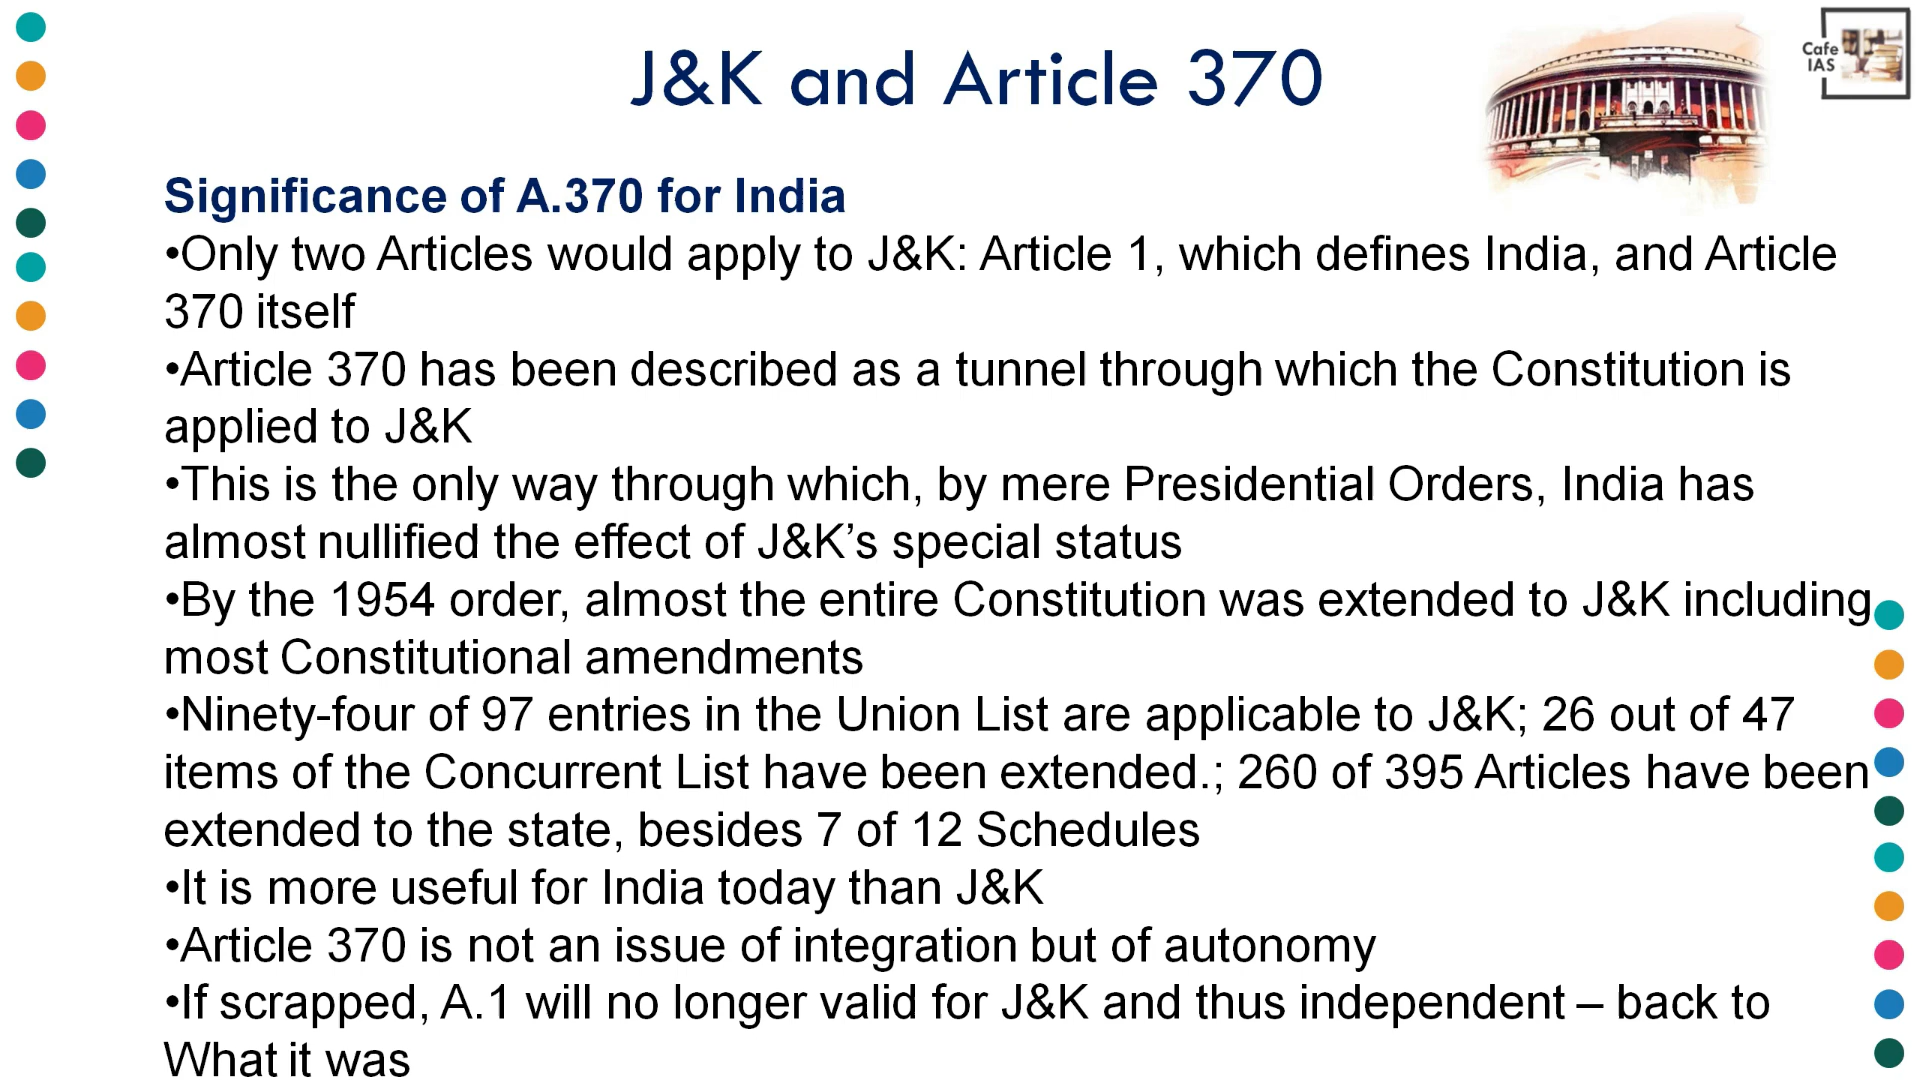 J&K and Article 370
Cafe
IAS
Significance of A.370 for India
•Only two Articles would apply to J&K: Article 1, which defines India, and Article
370 itself
•Article 370 has been described as a tunnel through which the Constitution is
applied to J&K
•This is the only way through which, by mere Presidential Orders, India has
almost nullified the effect of J&K’s special status
•By the 1954 order, almost the entire Constitution was extended to J&K including
most Constitutional amendments
•Ninety-four of 97 entries in the Union List are applicable to J&K; 26 out of 47
items of the Concurrent List have been extended.; 260 of 395 Articles have been
extended to the state, besides 7 of 12 Schedules
•It is more useful for India today than J&K
•Article 370 is not an issue of integration but of autonomy
•If scrapped, A.1 will no longer valid for J&K and thus independent – back to
What it was